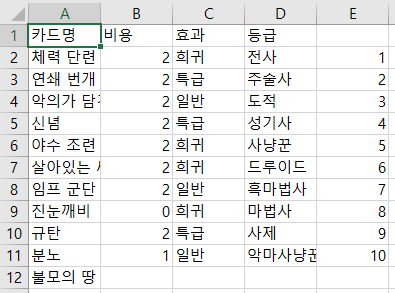 A B C D E
1 카드명 비용 효과 등급
2 체력 단련 2 희귀 전사 1
3 연쇄 번개 2 특급 주술사 2
4 악의가 담 2 일반 도적 3
5 신념 2 특급 성기사 4
6 야수 조련 2 희귀 사냥꾼 5
7 살아있는 2 희귀 드루이드 6
8 임프 군단 2 일반 흑마법사 7
9 진눈깨비 0 희귀 마법사 8
10 규탄 2 특급 사제 9
11 분노 1 일반 악마사냥꾼 10
12 불모의 땅